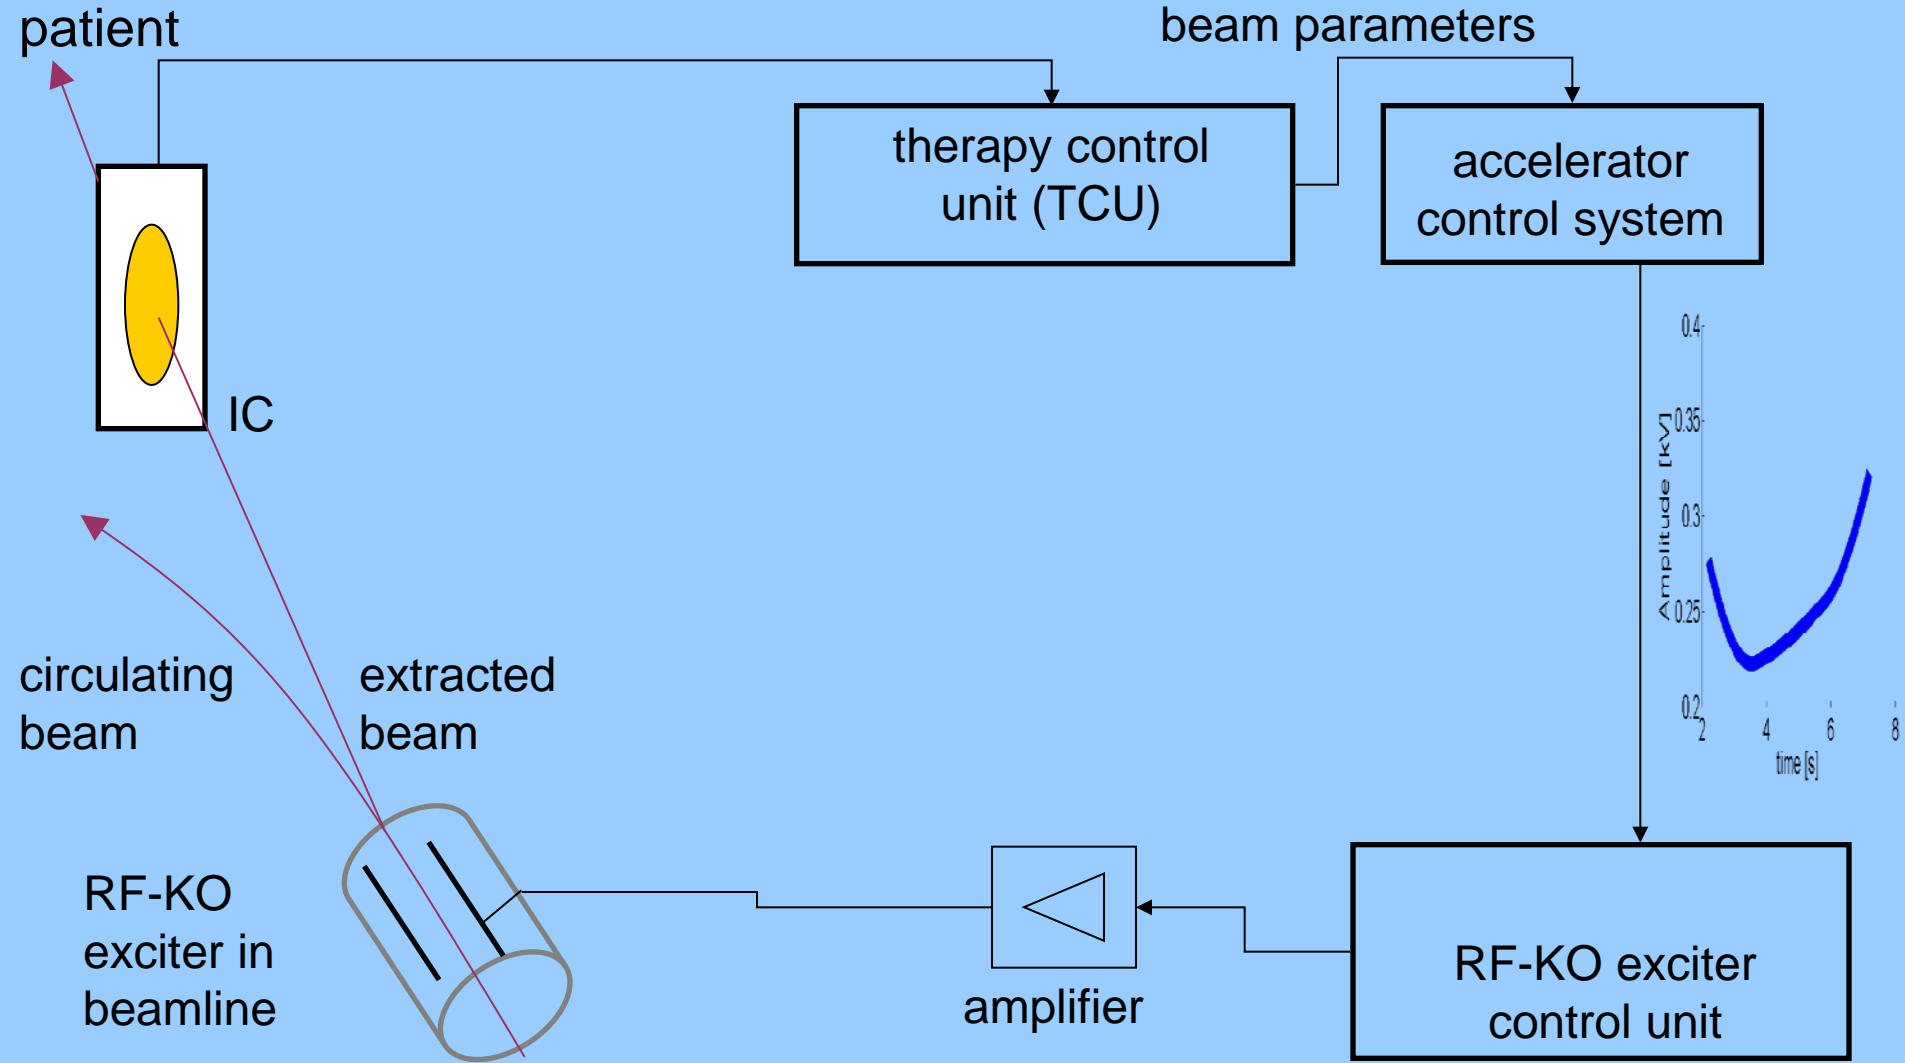 patient
beam parameters
therapy control
unit (TCU)
accelerator
control system
IC
0.4
0.35
0.3
0.25
0.2
Amplitude [kV]
2
4
6
8
time [s]
circulating
beam
extracted
beam
RF-KO
exciter in
beamline
amplifier
RF-KO exciter
control unit